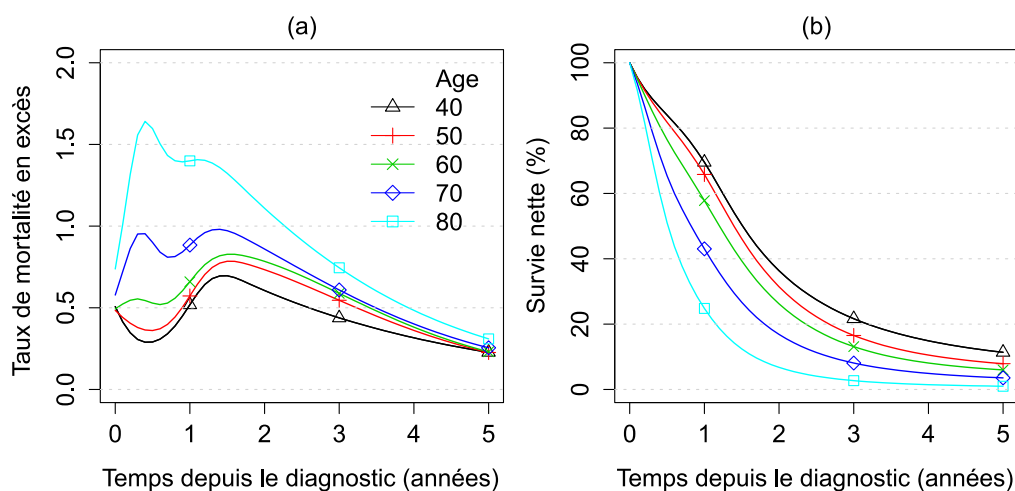 (a)
Taux de mortalité en excès
2.0
1.5
1.0
0.5
0.0
Age
40
50
60
70
80
0 1 2 3 4 5
Temps depuis le diagnostic (années)
(b)
Survie nette (%)
100
80
60
40
20
0
0 1 2 3 4 5
Temps depuis le diagnostic (années)